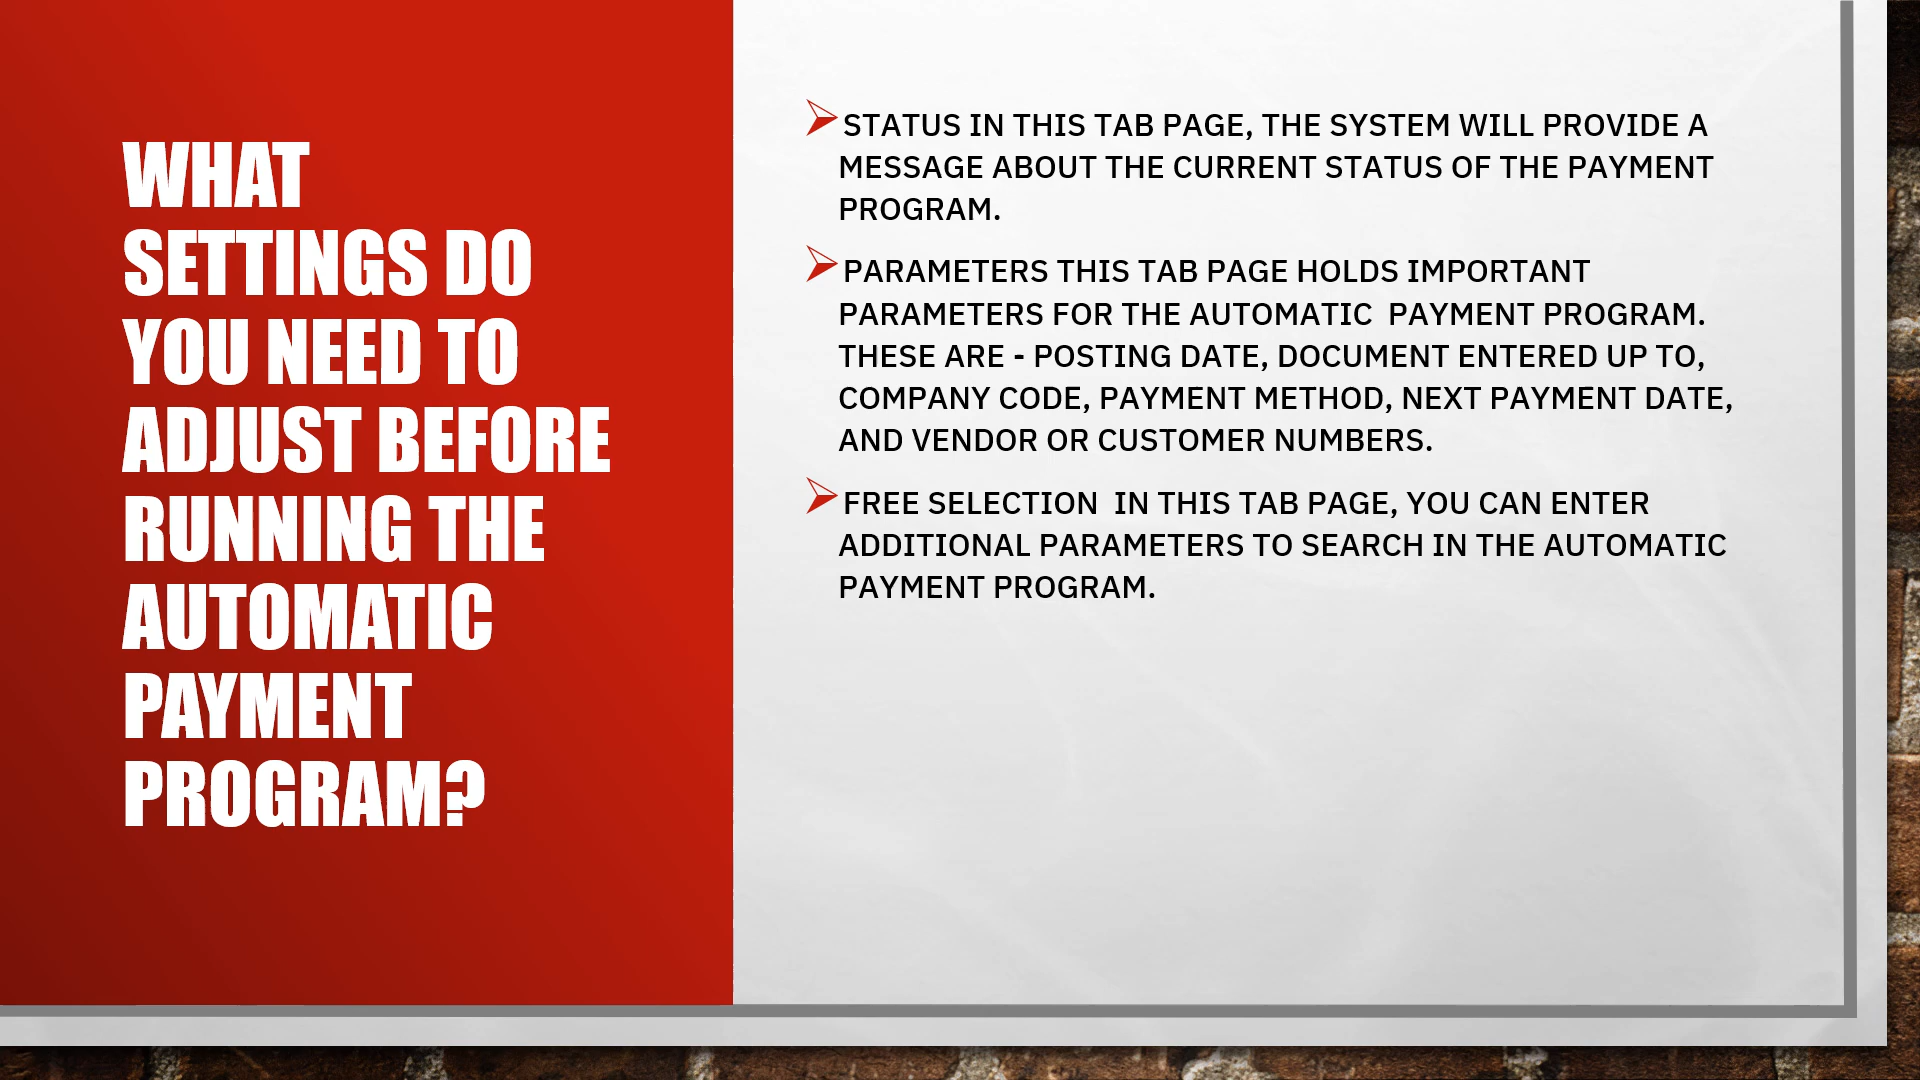 WHAT
SETTINGS DO
YOU NEED TO
ADJUST BEFORE
RUNNING THE
AUTOMATIC
PAYMENT
PROGRAM?
STATUS IN THIS TAB PAGE, THE SYSTEM WILL PROVIDE A
MESSAGE ABOUT THE CURRENT STATUS OF THE PAYMENT
PROGRAM.
PARAMETERS THIS TAB PAGE HOLDS IMPORTANT
PARAMETERS FOR THE AUTOMATIC  PAYMENT PROGRAM.
THESE ARE - POSTING DATE, DOCUMENT ENTERED UP TO,
COMPANY CODE, PAYMENT METHOD, NEXT PAYMENT DATE,
AND VENDOR OR CUSTOMER NUMBERS.
FREE SELECTION  IN THIS TAB PAGE, YOU CAN ENTER
ADDITIONAL PARAMETERS TO SEARCH IN THE AUTOMATIC
PAYMENT PROGRAM.